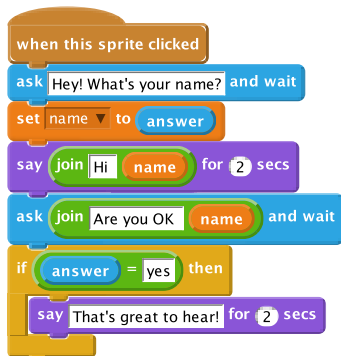 when this sprite clicked
ask Hey! What's your name? and wait
set name ▼ to answer
say join Hi name for 2 secs
ask join Are you OK name and wait
if answer = yes then
say That's great to hear! for 2 secs